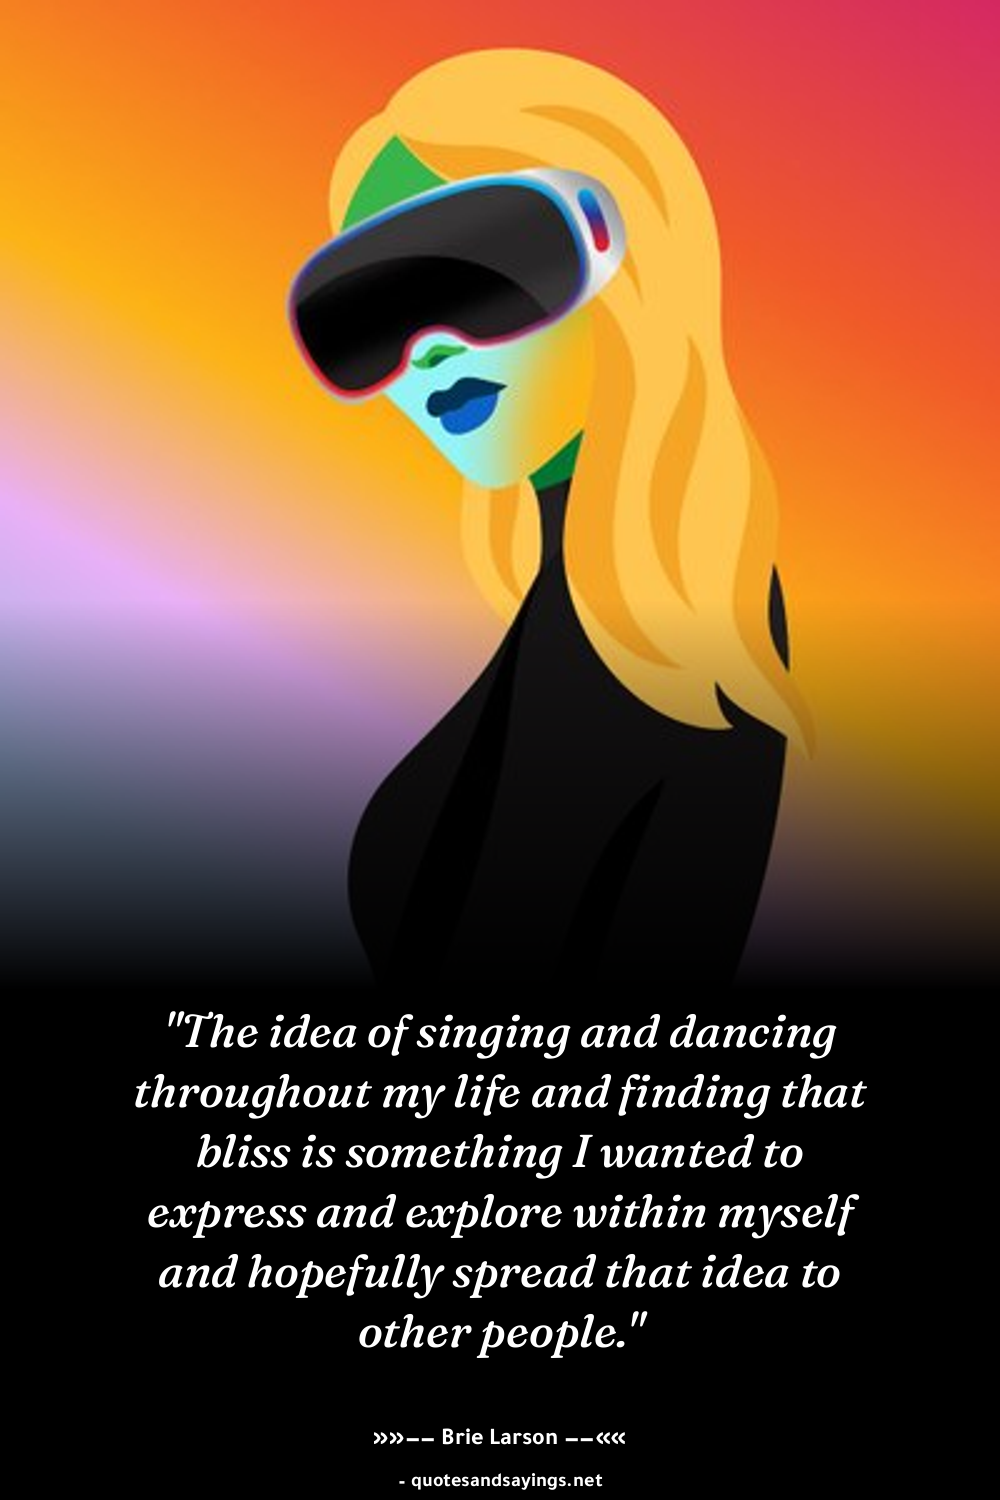 "The idea of singing and dancing
throughout my life and finding that
bliss is something I wanted to
express and explore within myself
and hopefully spread that idea to
other people."
»»−− Brie Larson −−««
- quotesandsayings.net